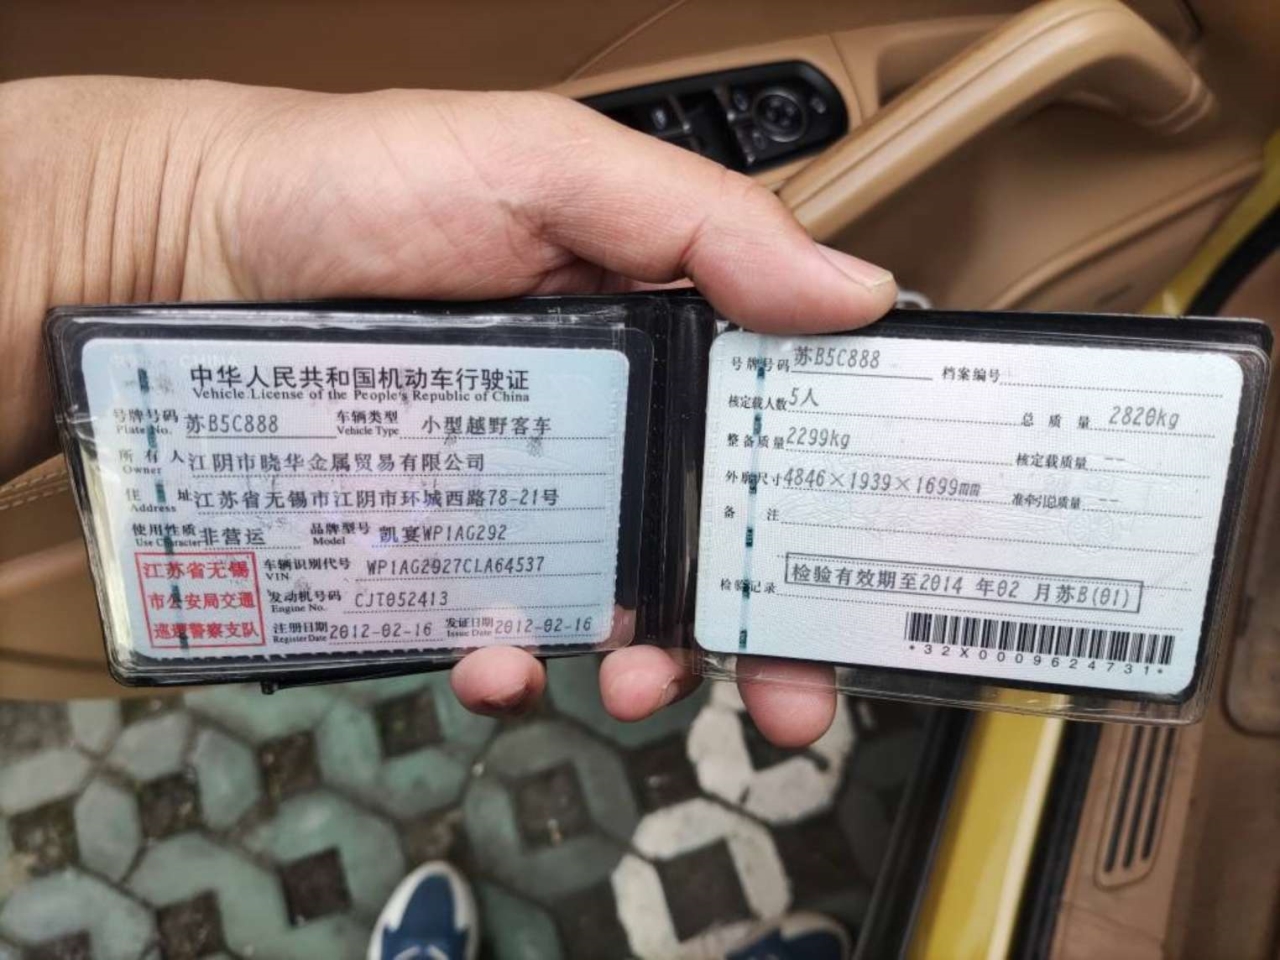 中华人民共和国机动车行驶证
Vehicle License of the People's Republic of China
号牌号码 苏B5C888 车辆类型 小型越野客车
Plate No. Vehicle Type
所有人 江阴市晓华金属贸易有限公司
Owner
住址 江苏省无锡市江阴市环城西路78-21号
Address
使用性质 非营运 品牌型号 凯宴WP1AG292
Use Character Model
江苏省无锡
市公安局交通
巡逻警察支队
车辆识别代号 WP1AG2927CLA64537
VIN
发动机号码 CJT052413
Engine No.
注册日期 2012-02-16 发证日期 2012-02-16
Register Date Issue Date
号牌号码 苏B5C888 档案编号
核定载人数 5人 总质量 2820kg
整备质量 2299kg 核定载质量 --
外廓尺寸 4846×1939×1699mm 准牵引总质量 --
备注
检验记录 检验有效期至2014年02月苏B(01)
*32X0009624731*